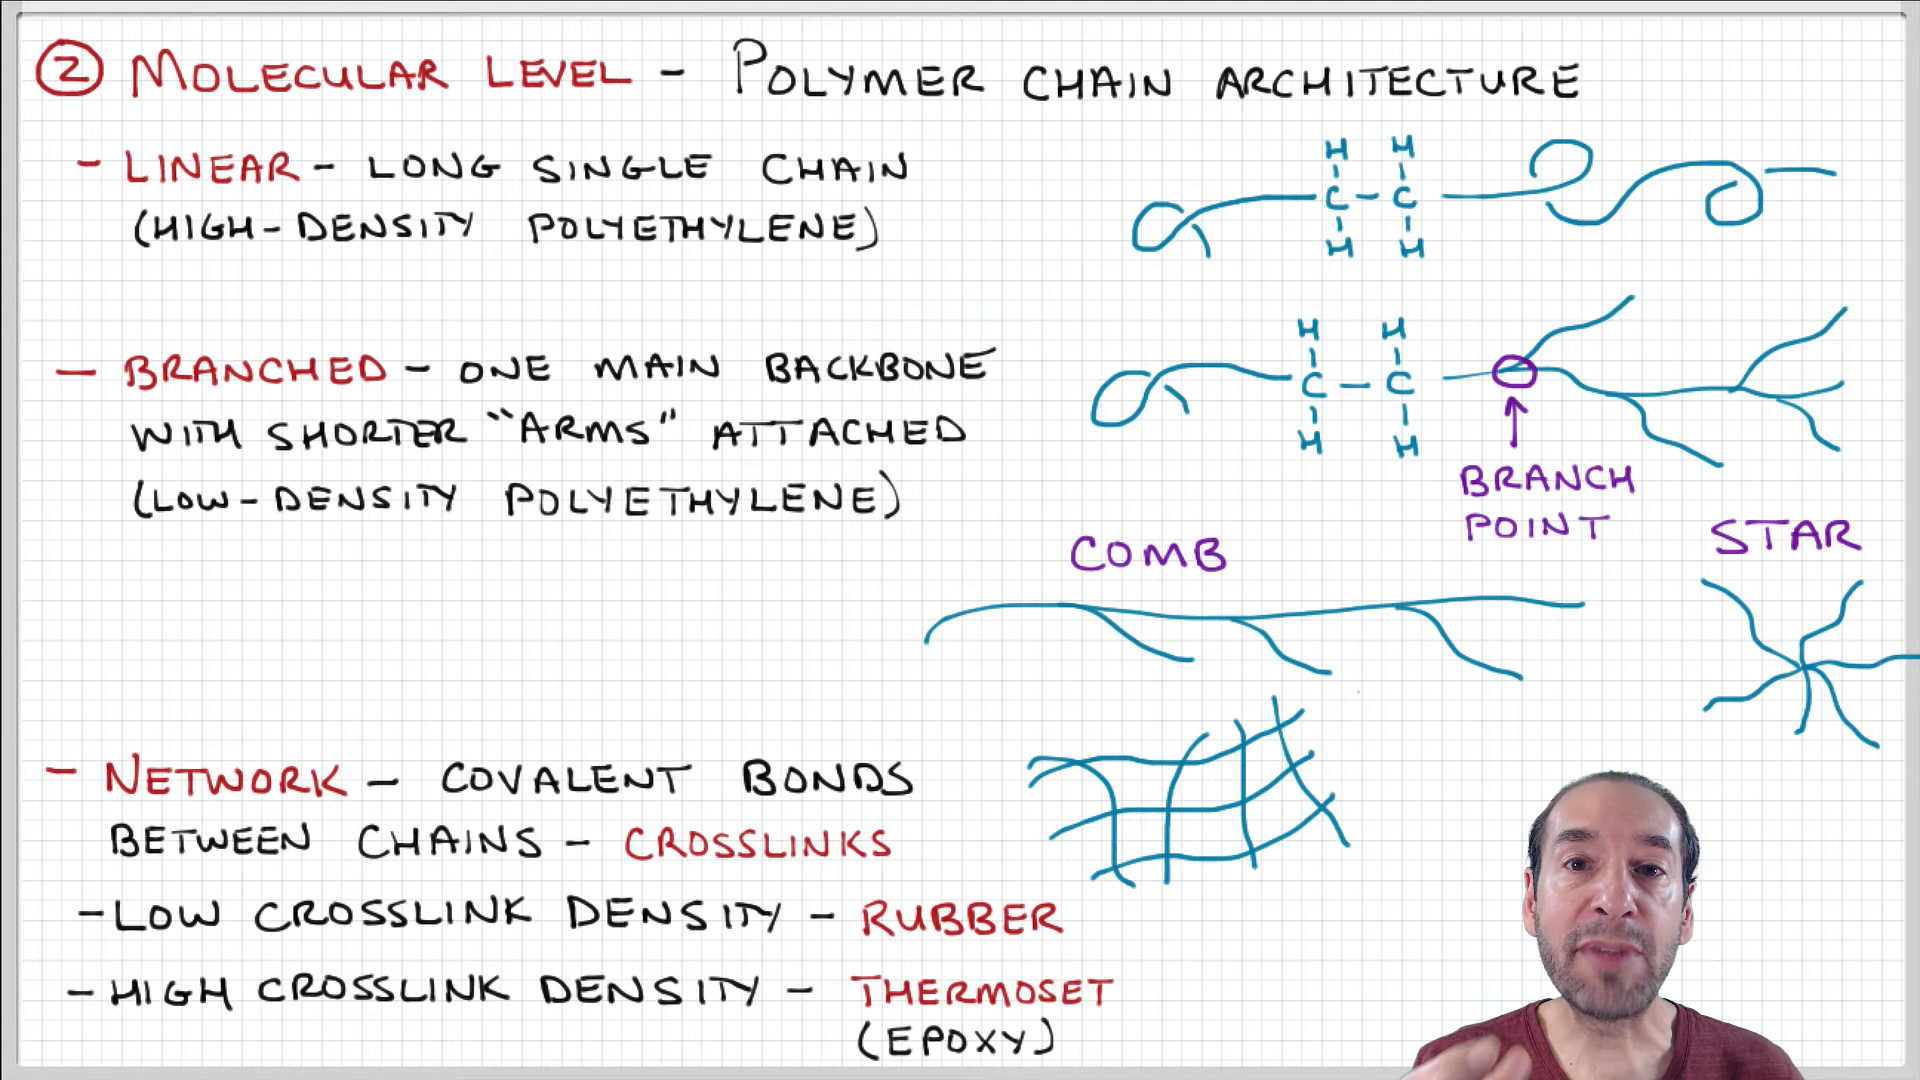 ② MOLECULAR LEVEL - POLYMER CHAIN ARCHITECTURE
- LINEAR - LONG SINGLE CHAIN
(HIGH-DENSITY POLYETHYLENE)
H H
C - C
H H
- BRANCHED - ONE MAIN BACKBONE
WITH SHORTER "ARMS" ATTACHED
(LOW-DENSITY POLYETHYLENE)
H H
C - C
H H
BRANCH
POINT
COMB
STAR
- NETWORK - COVALENT BONDS
BETWEEN CHAINS - CROSSLINKS
- LOW CROSSLINK DENSITY - RUBBER
- HIGH CROSSLINK DENSITY - THERMOSET
(EPOXY)